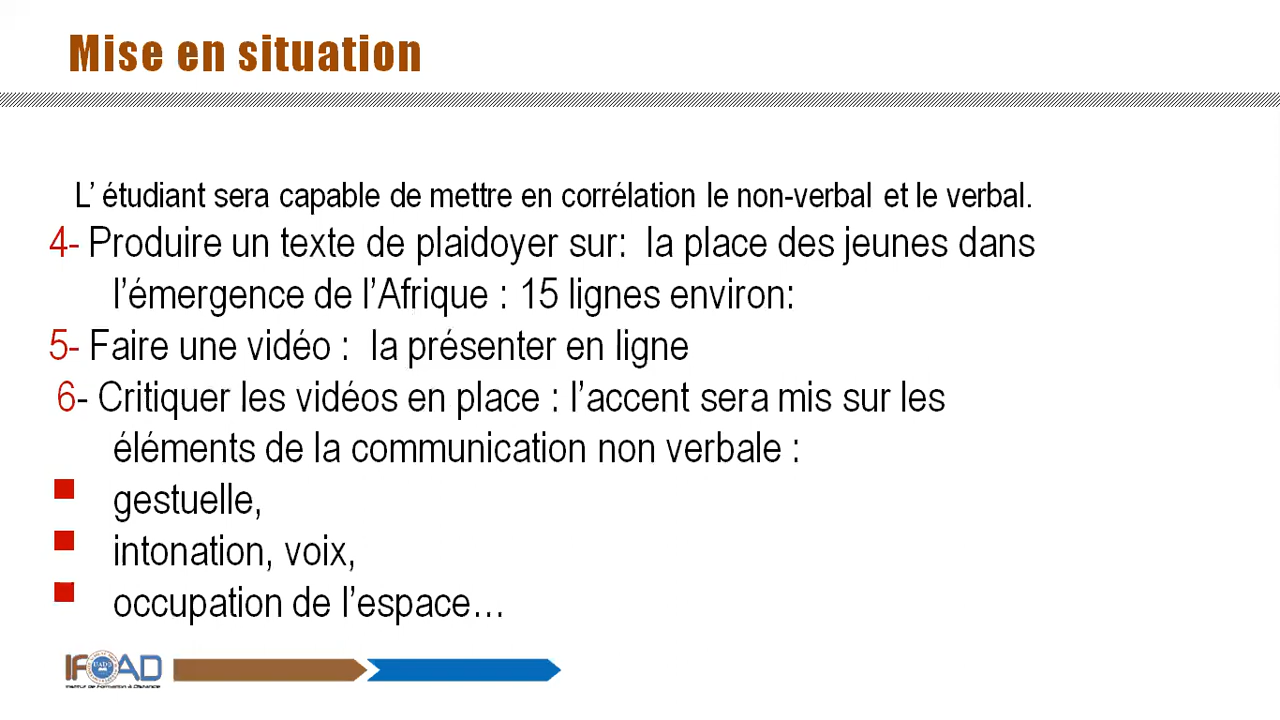 Mise en situation
L’ étudiant sera capable de mettre en corrélation le non-verbal et le verbal.
4- Produire un texte de plaidoyer sur: la place des jeunes dans
l’émergence de l’Afrique : 15 lignes environ:
5- Faire une vidéo : la présenter en ligne
6- Critiquer les vidéos en place : l’accent sera mis sur les
éléments de la communication non verbale :
gestuelle,
intonation, voix,
occupation de l’espace…
IFOAD
Institut de Formation À Distance